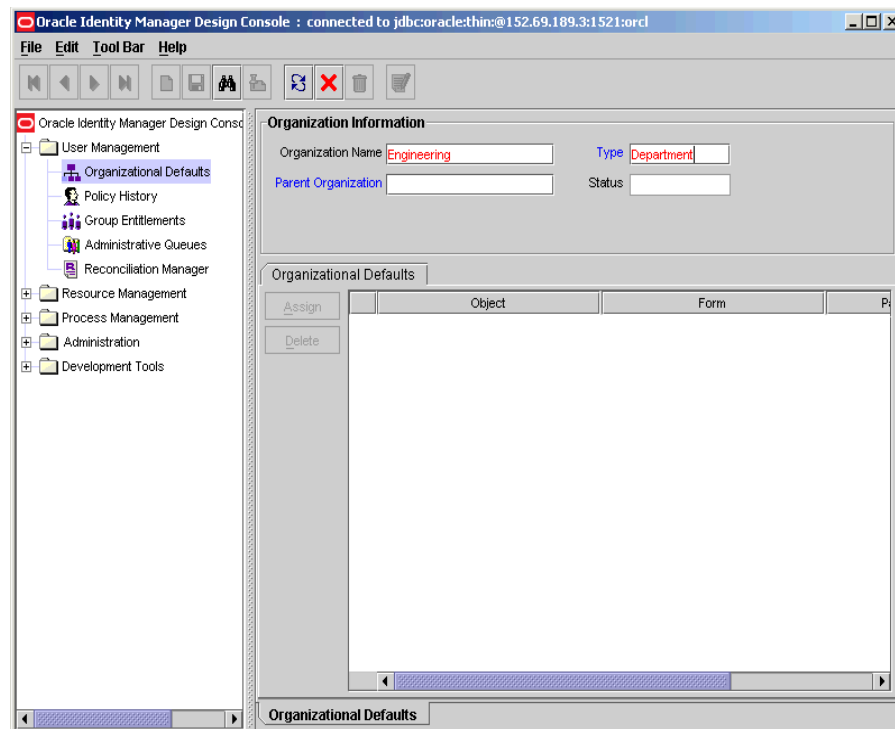 Oracle Identity Manager Design Console : connected to jdbc:oracle:thin:@152.69.189.3:1521:orcl
File Edit Tool Bar Help
Oracle Identity Manager Design Conso
User Management
Organizational Defaults
Policy History
Group Entitlements
Administrative Queues
Reconciliation Manager
Resource Management
Process Management
Administration
Development Tools
Organization Information
Organization Name Engineering Type Department
Parent Organization Status
Organizational Defaults
Assign
Delete
Object Form Pa
Organizational Defaults